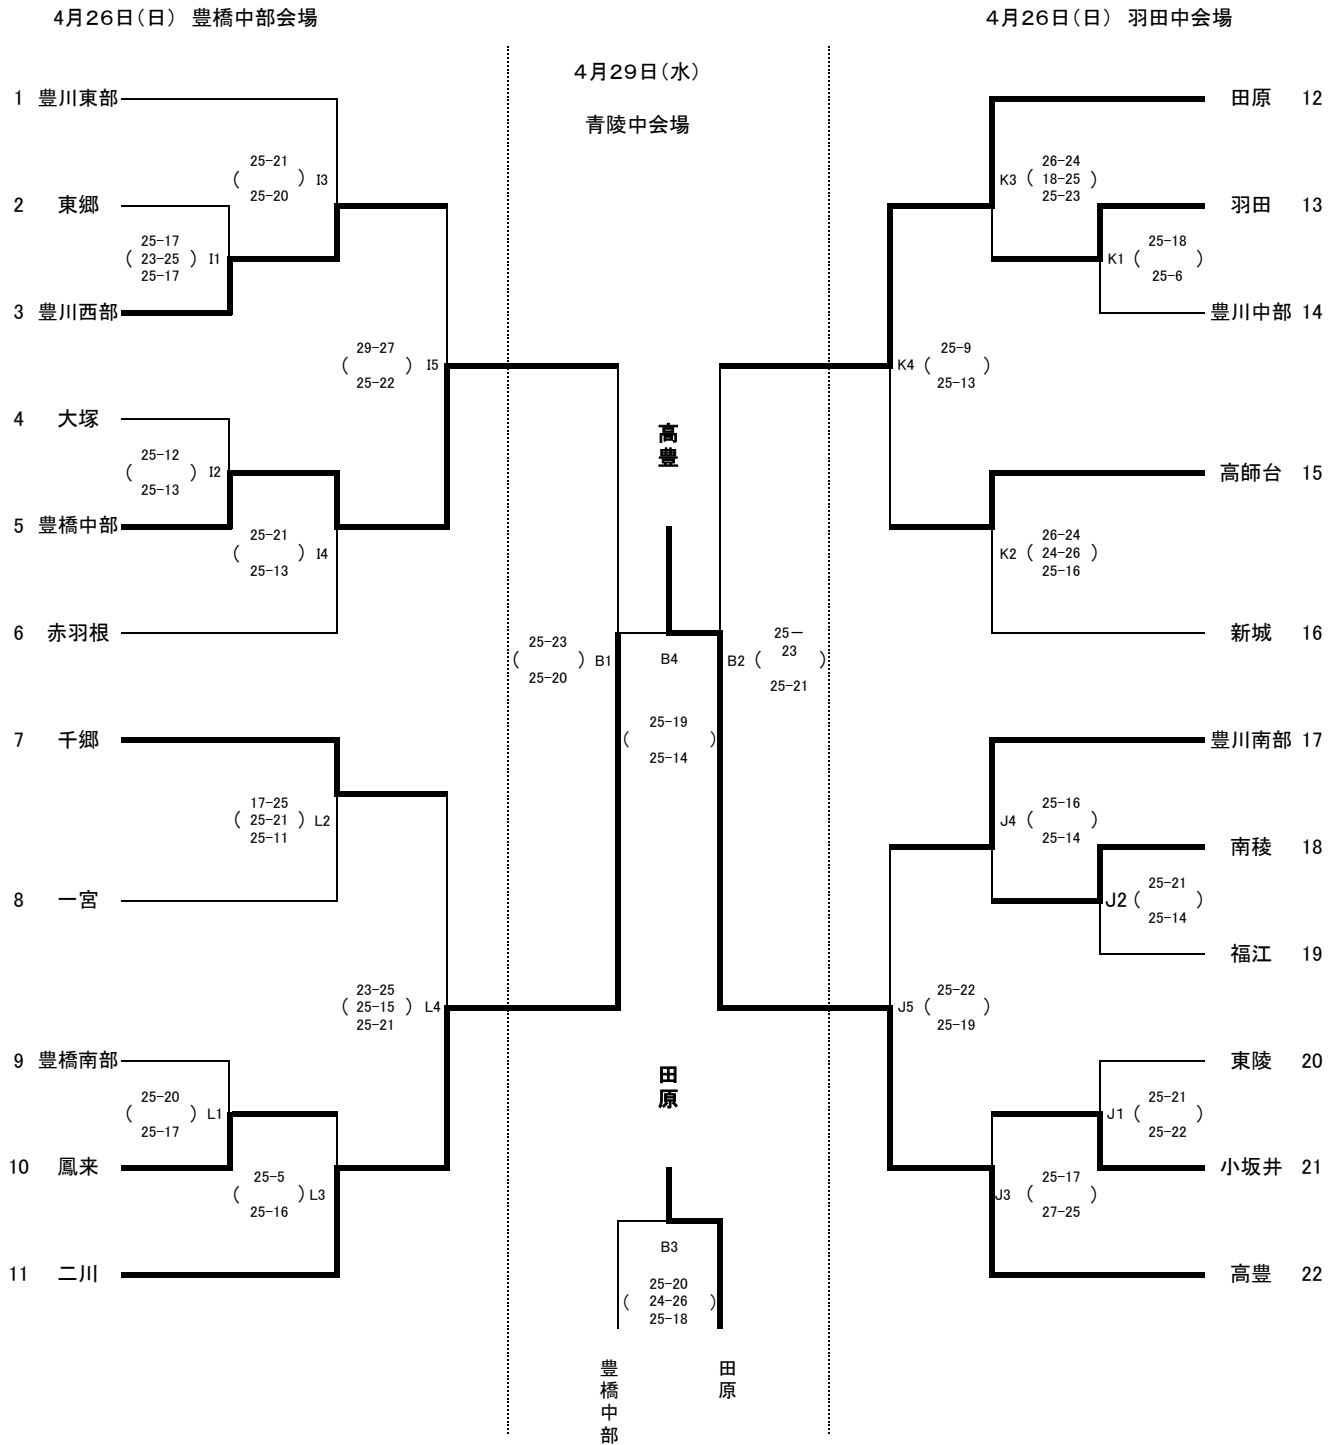 4月26日(日) 豊橋中部会場
4月26日(日) 羽田中会場
4月29日(水)
青陵中会場
1 豊川東部
25-21
( ) I3
25-20
2 東郷
25-17
( 23-25 ) I1
25-17
3 豊川西部
29-27
( ) I5
25-22
4 大塚
25-12
( ) I2
25-13
5 豊橋中部
25-21
( ) I4
25-13
6 赤羽根
7 千郷
17-25
( 25-21 ) L2
25-11
8 一宮
23-25
( 25-15 ) L4
25-21
9 豊橋南部
25-20
( ) L1
25-17
10 鳳来
25-5
( ) L3
25-16
11 二川
高豊
25-23
( ) B1
25-20
B4
25-19
( )
25-14
25-
23
B2 ( )
25-21
田原
B3
25-20
( 24-26 )
25-18
豊橋中部
田原
田原 12
26-24
K3 ( 18-25 )
25-23
羽田 13
25-18
K1 ( )
25-6
豊川中部 14
25-9
K4 ( )
25-13
高師台 15
26-24
K2 ( 24-26 )
25-16
新城 16
豊川南部 17
25-16
J4 ( )
25-14
南稜 18
25-21
J2 ( )
25-14
福江 19
25-22
J5 ( )
25-19
東陵 20
25-21
J1 ( )
25-22
小坂井 21
25-17
J3 ( )
27-25
高豊 22